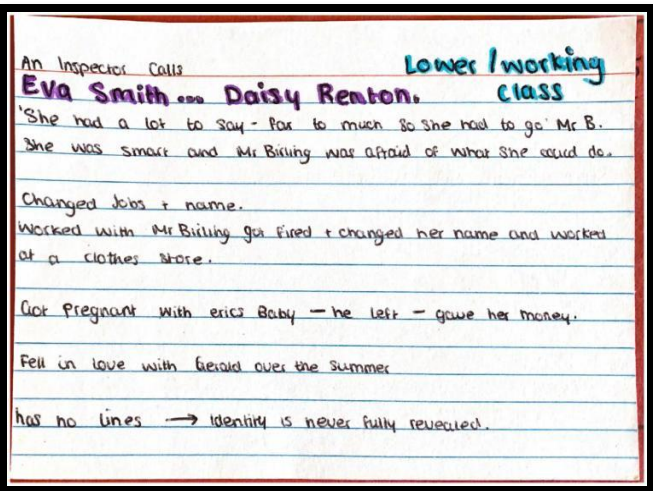 An Inspector Calls
Lower/working
class
Eva Smith... Daisy Renton.
'She had a lot to say - far to much so she had to go' Mr B.
She was smart and Mr Birling was afraid of what she could do.
Changed Jobs + name.
Worked with Mr Birling got fired + changed her name and worked
at a clothes store.
Got Pregnant with erics Baby - he left - gave her money.
Fell in love with Gerald over the summer
has no lines → Identity is never fully revealed.